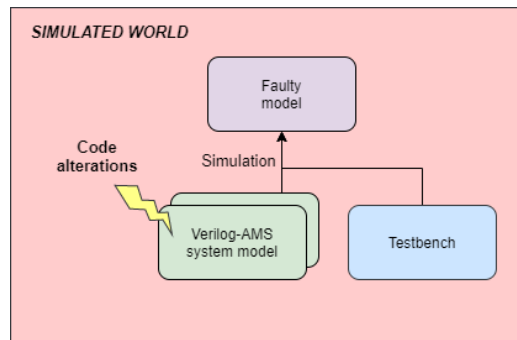 SIMULATED WORLD
Faulty
model
Code
alterations
Simulation
Verilog-AMS
system model
Testbench